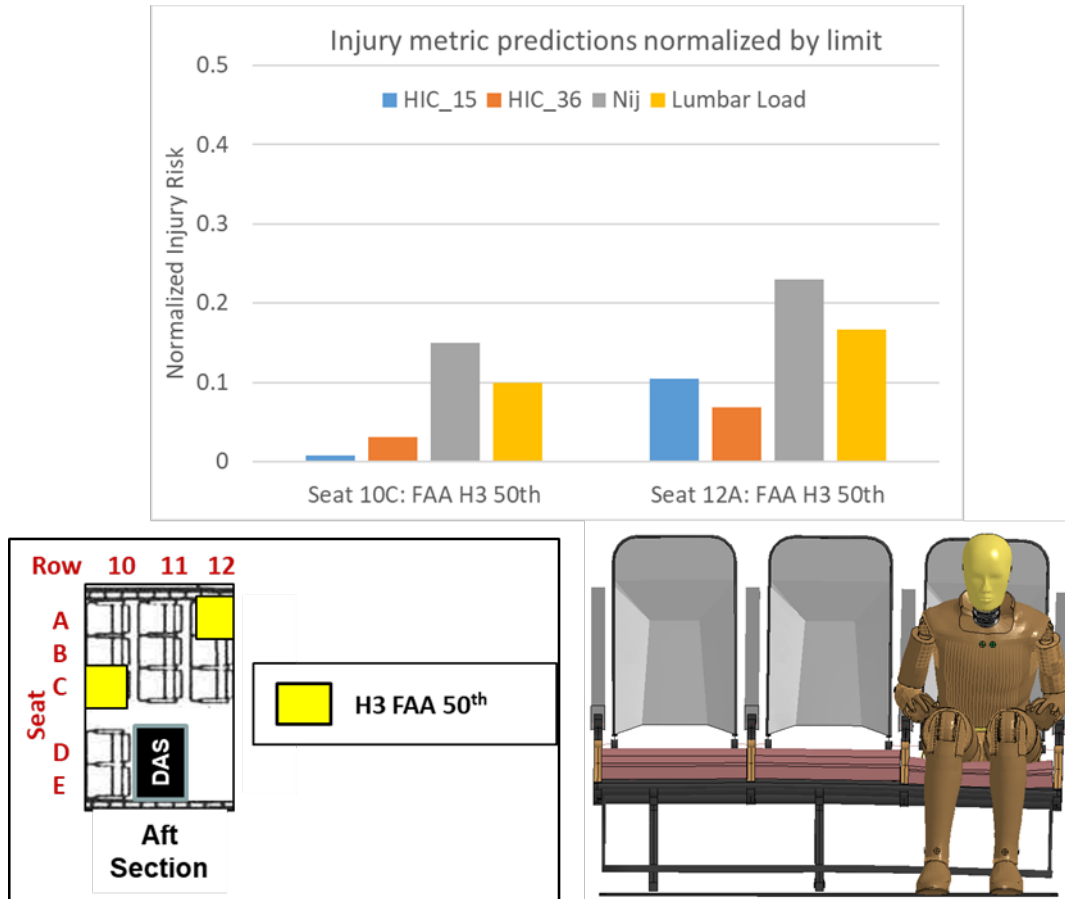 Injury metric predictions normalized by limit
0.5
HIC_15 HIC_36 Nij Lumbar Load
0.4
0.3
0.2
0.1
0
Normalized Injury Risk
Seat 10C: FAA H3 50th Seat 12A: FAA H3 50th
Row 10 11 12
A
B
C
D
E
Seat
DAS
Aft
Section
H3 FAA 50th